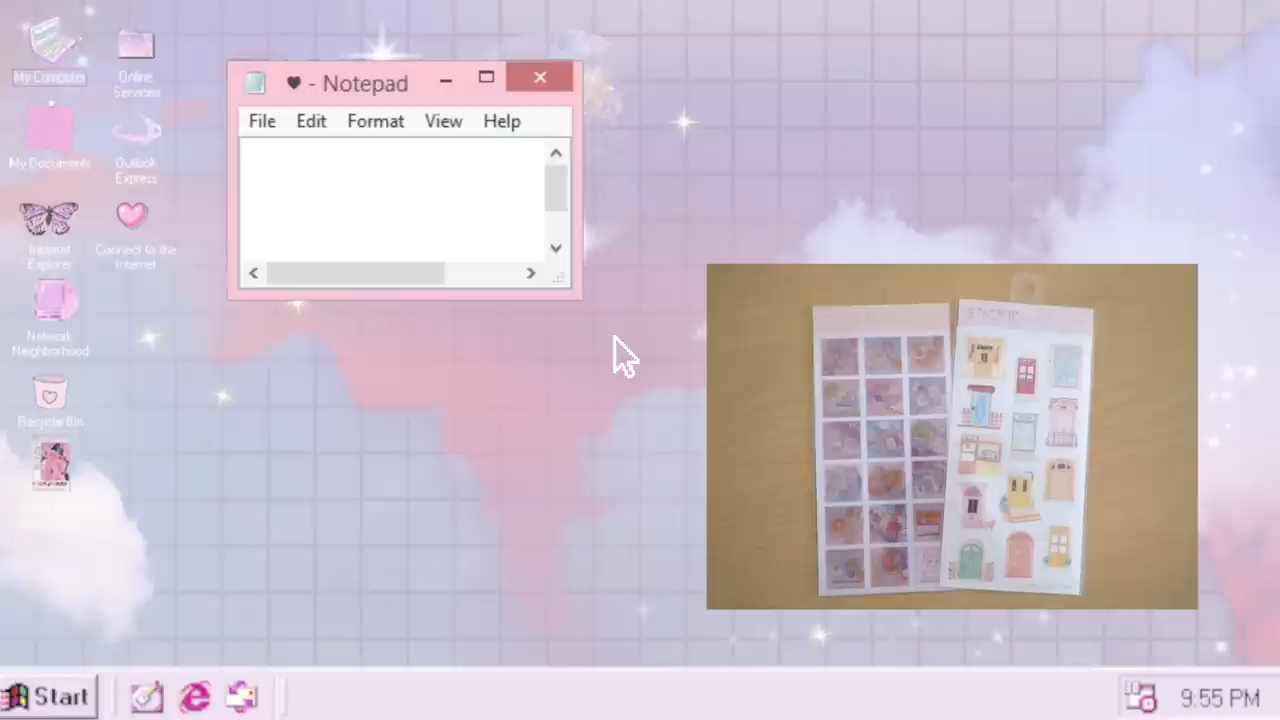 My Computer
Online
Services
My Documents
Outlook
Express
Internet
Explorer
Connect to the
Internet
Network
Neighborhood
Recycle Bin
♥ - Notepad
File Edit Format View Help
Start
9:55 PM